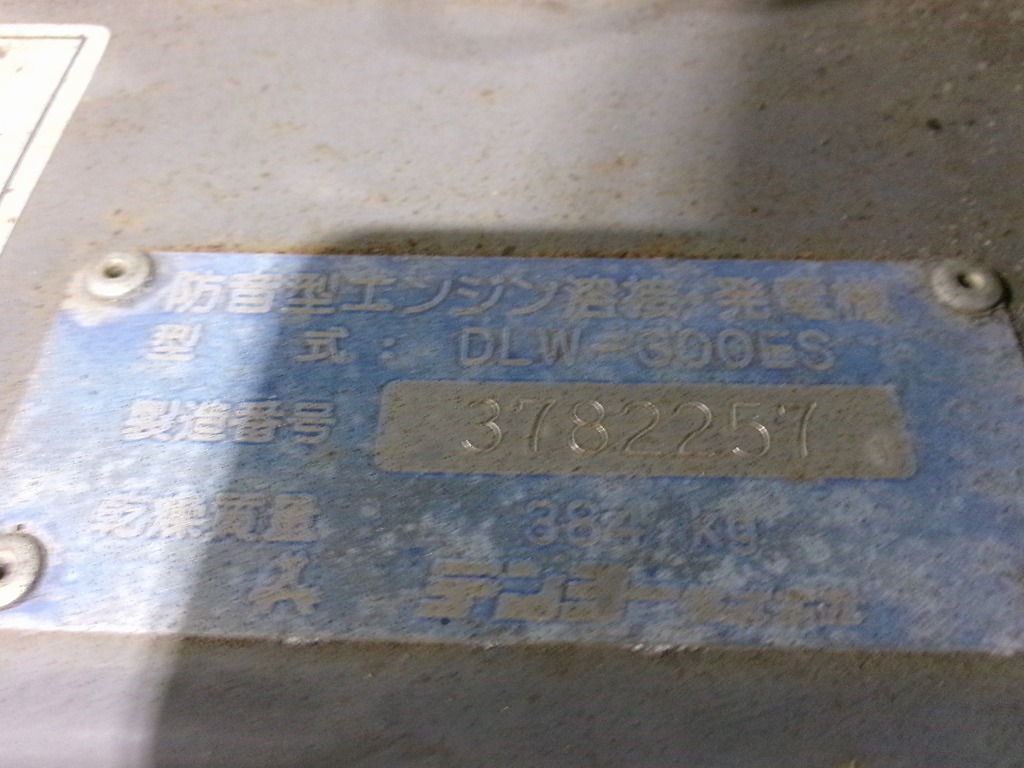 防音型エンジン溶接/発電機
型 式: DLW-300ES
製造番号 3782257
乾燥質量 384 kg
デンヨー株式会社